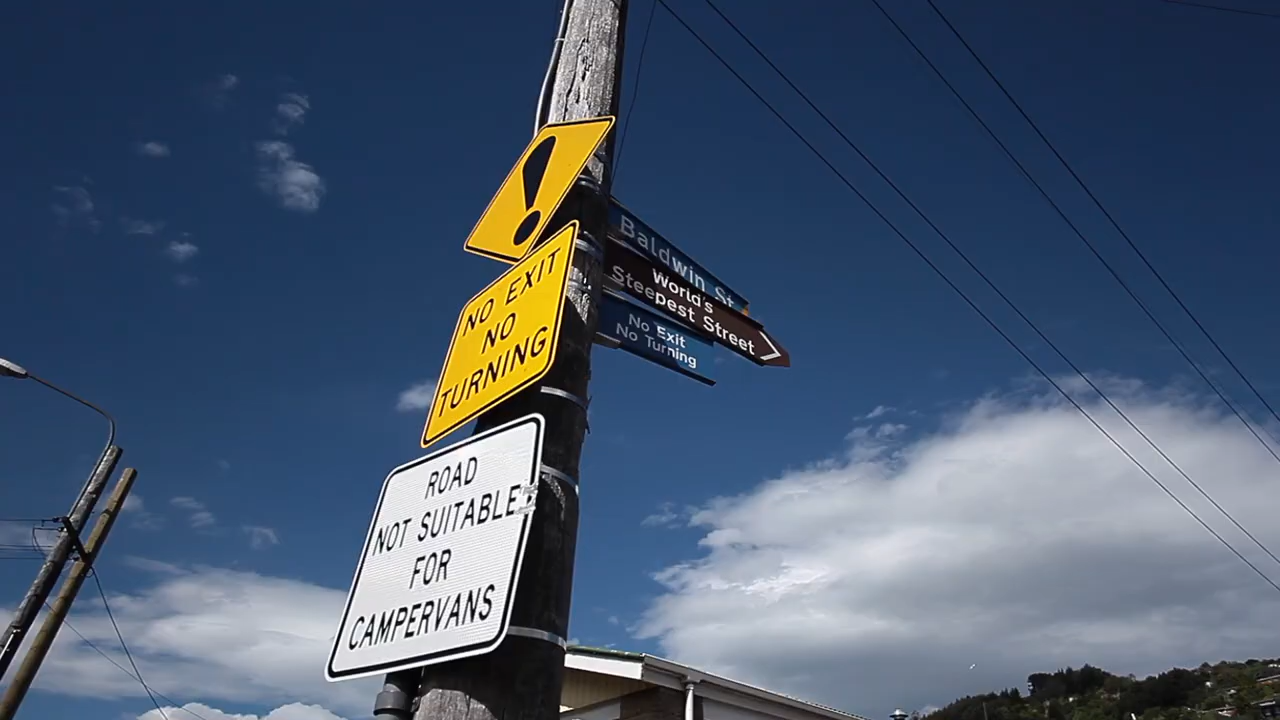 !
NO EXIT
NO
TURNING
ROAD
NOT SUITABLE
FOR
CAMPERVANS
Baldwin St
World's
Steepest Street
No Exit
No Turning